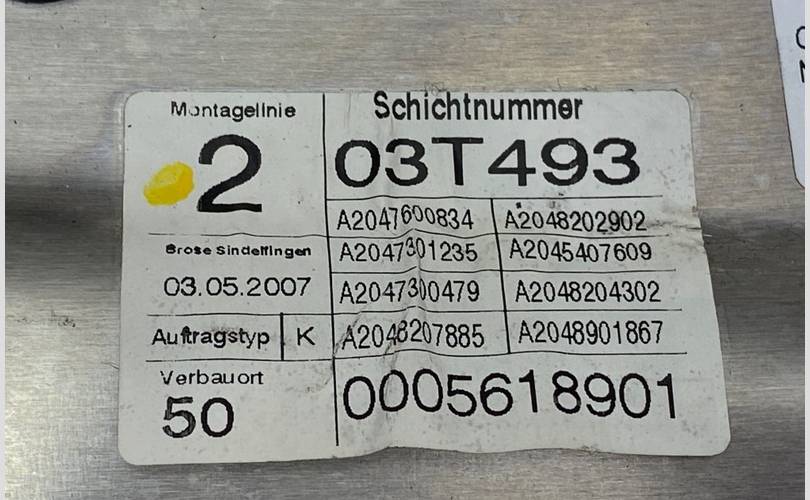 Montagelinie
2
Schichtnummer
03T493
A2047600834 A2048202902
A2047301235 A2045407609
A2047300479 A2048204302
A2048207885 A2048901867
Brose Sindelfingen
03.05.2007
Auftragstyp K
Verbauort
50
0005618901